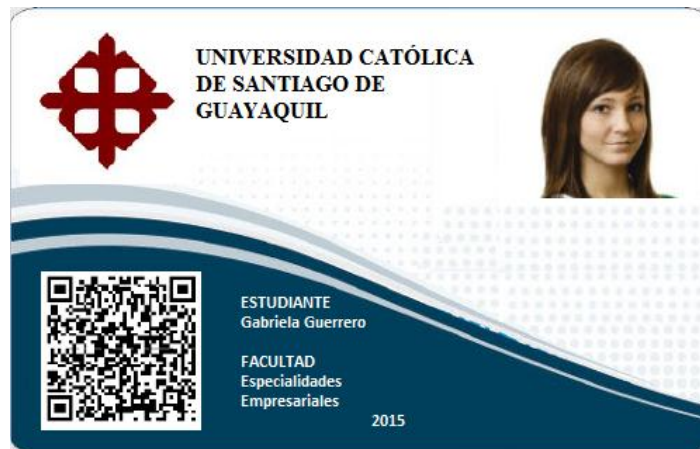 UNIVERSIDAD CATÓLICA
DE SANTIAGO DE
GUAYAQUIL
ESTUDIANTE
Gabriela Guerrero
FACULTAD
Especialidades
Empresariales
2015